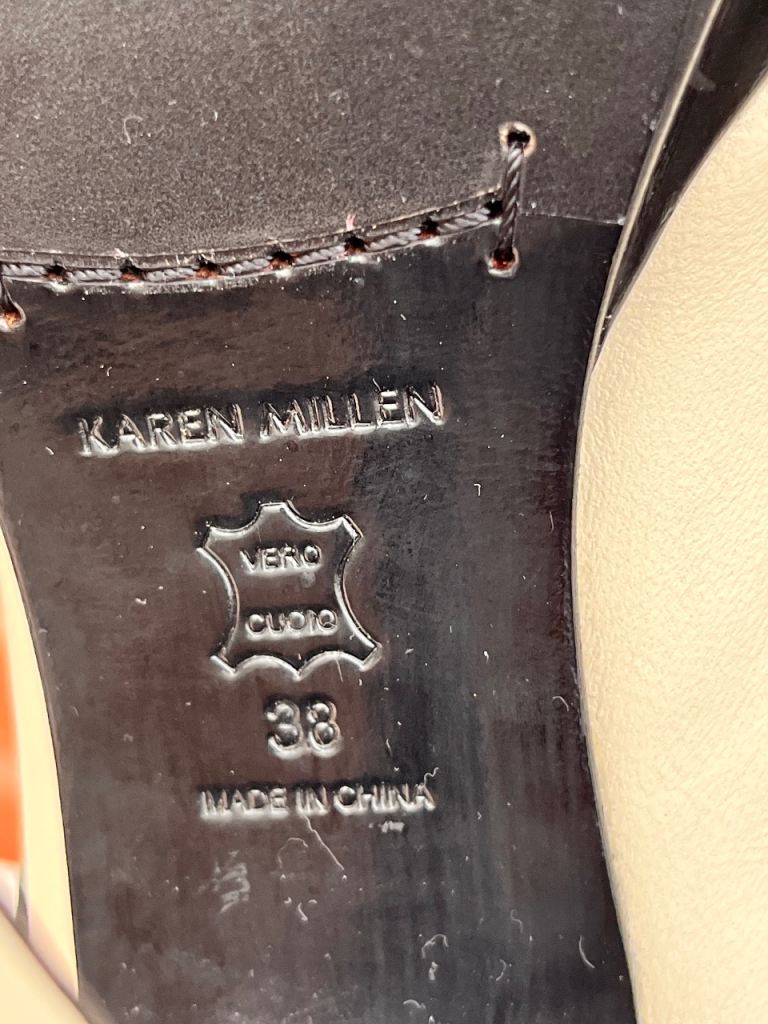 KAREN MILLEN
VERO
CUOIO
38
MADE IN CHINA